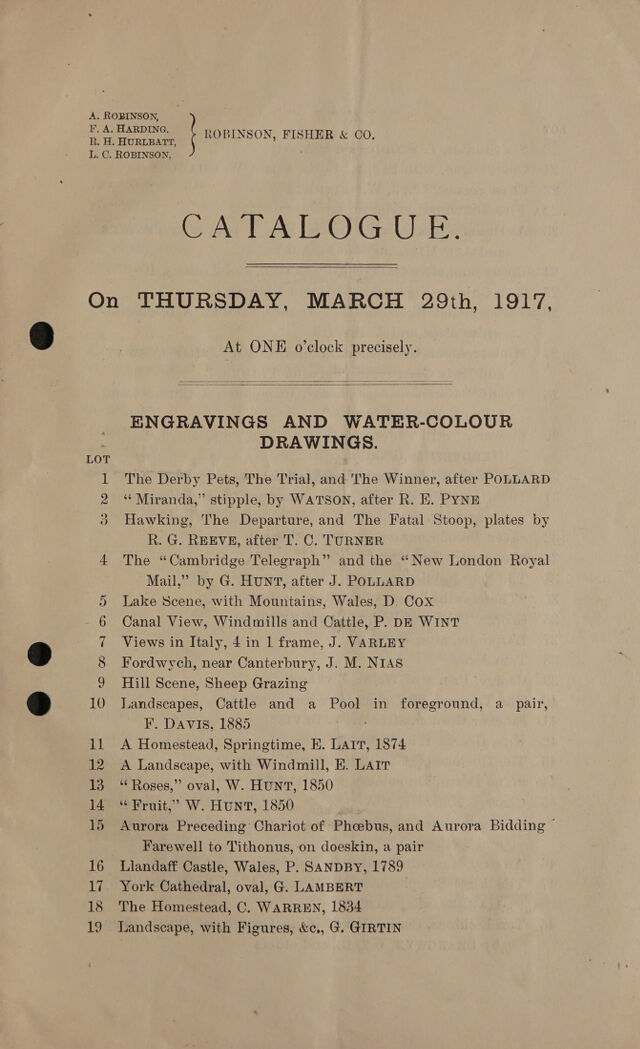 A. ROBINSON,
F. A. HARDING,
R. H. HURLBATT,
L. C. ROBINSON,
ROBINSON, FISHER & CO.
CATALOGUE.
On THURSDAY, MARCH 29th, 1917,
At ONE o'clock precisely.
ENGRAVINGS AND WATER-COLOUR
DRAWINGS.
LOT
1 The Derby Pets, The Trial, and The Winner, after POLLARD
2 “Miranda,” stipple, by WATSON, after R. E. PYNE
3 Hawking, The Departure, and The Fatal Stoop, plates by
R. G. REEVE, after T. C. TURNER
4 The “Cambridge Telegraph” and the “New London Royal
Mail,” by G. HUNT, after J. POLLARD
5 Lake Scene, with Mountains, Wales, D. COX
6 Canal View, Windmills and Cattle, P. DE WINT
7 Views in Italy, 4 in 1 frame, J. VARLEY
8 Fordwych, near Canterbury, J. M. NIAS
9 Hill Scene, Sheep Grazing
10 Landscapes, Cattle and a Pool in foreground, a pair,
F. DAVIS, 1885
11 A Homestead, Springtime, E. LAIT, 1874
12 A Landscape, with Windmill, E. LAIT
13 “Roses,” oval, W. HUNT, 1850
14 “Fruit,” W. HUNT, 1850
15 Aurora Preceding Chariot of Phœbus, and Aurora Bidding
Farewell to Tithonus, on doeskin, a pair
16 Llandaff Castle, Wales, P. SANDBY, 1789
17 York Cathedral, oval, G. LAMBERT
18 The Homestead, C. WARREN, 1834
19 Landscape, with Figures, &c., G. GIRTIN